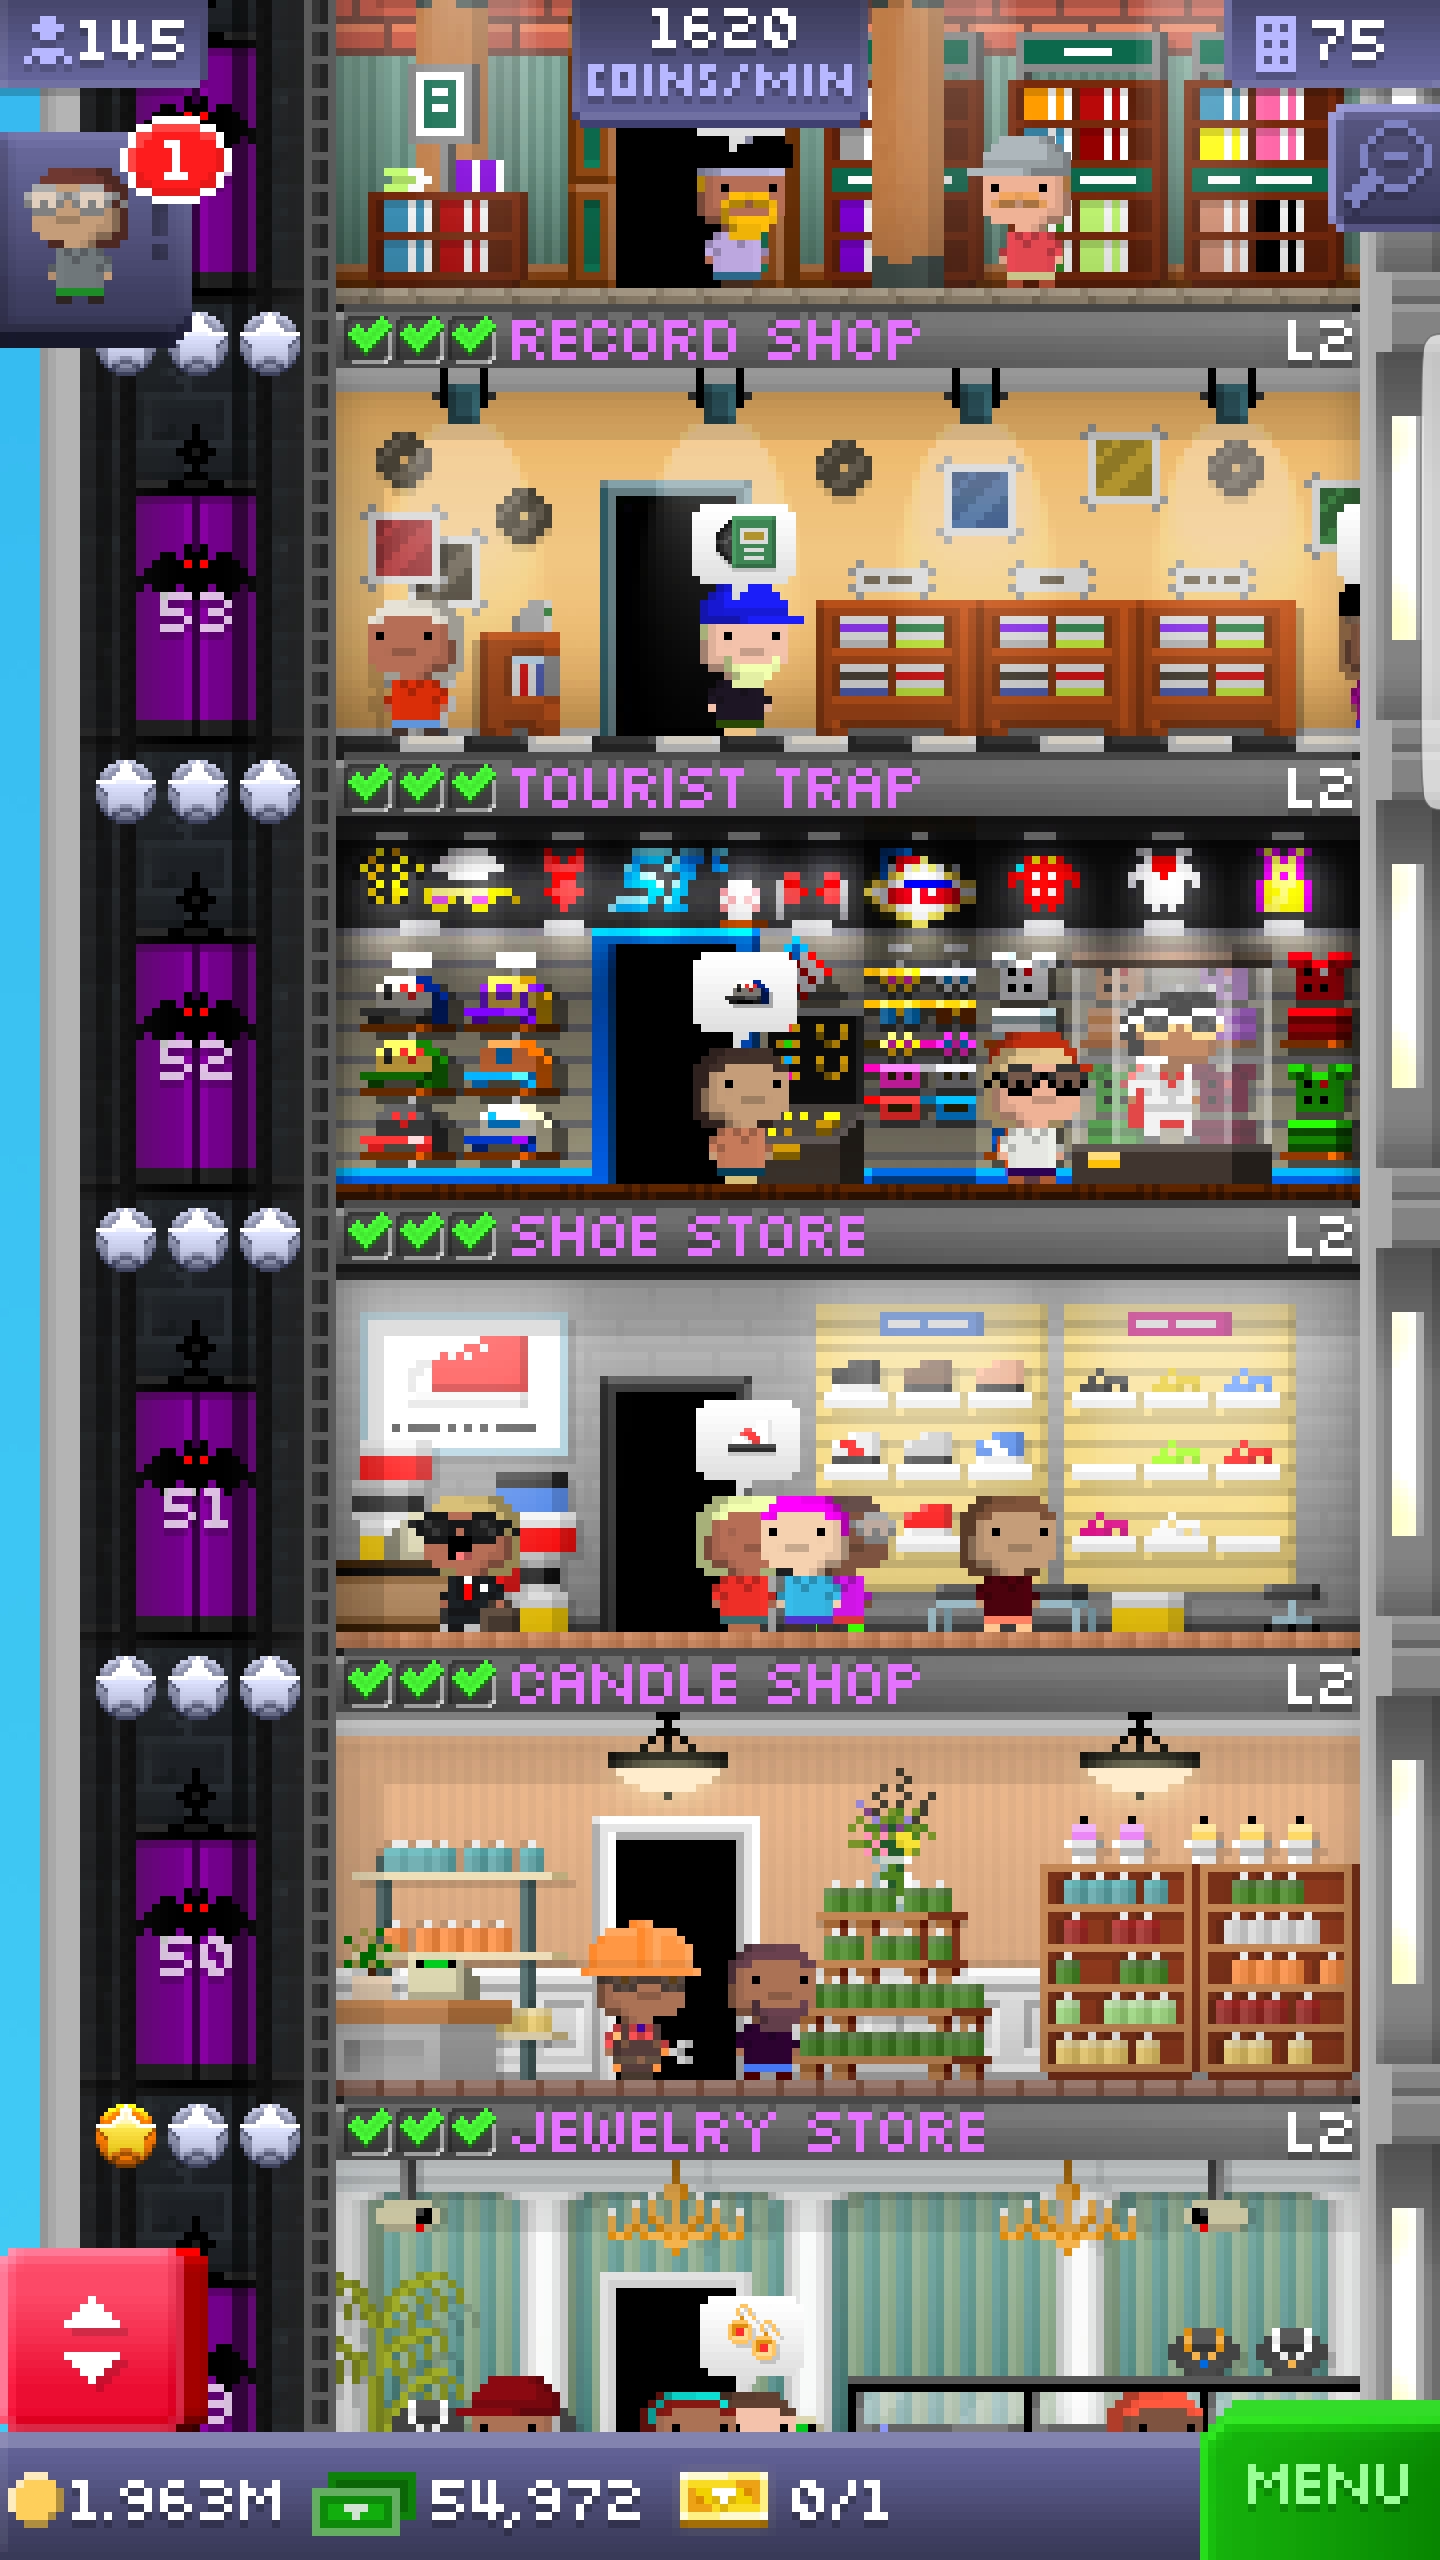 145
1620
COINS/MIN
75
1
RECORD SHOP L2
53
TOURIST TRAP L2
52
SHOE STORE L2
51
CANDLE SHOP L2
50
JEWELRY STORE L2
1.963M 54,972 0/1
MENU